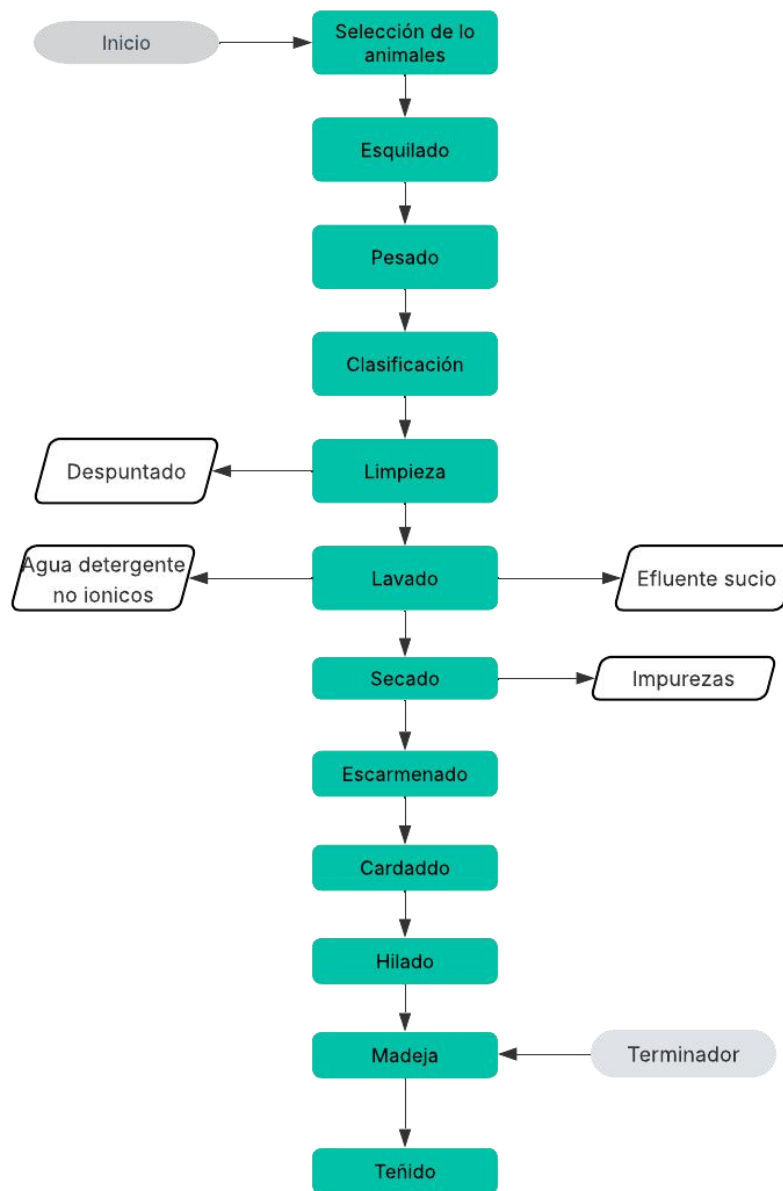 Inicio
Selección de lo
animales
Esquilado
Pesado
Clasificación
Despuntado
Limpieza
Agua detergente
no ionicos
Lavado
Efluente sucio
Secado
Impurezas
Escarmenado
Cardaddo
Hilado
Madeja
Terminador
Teñido